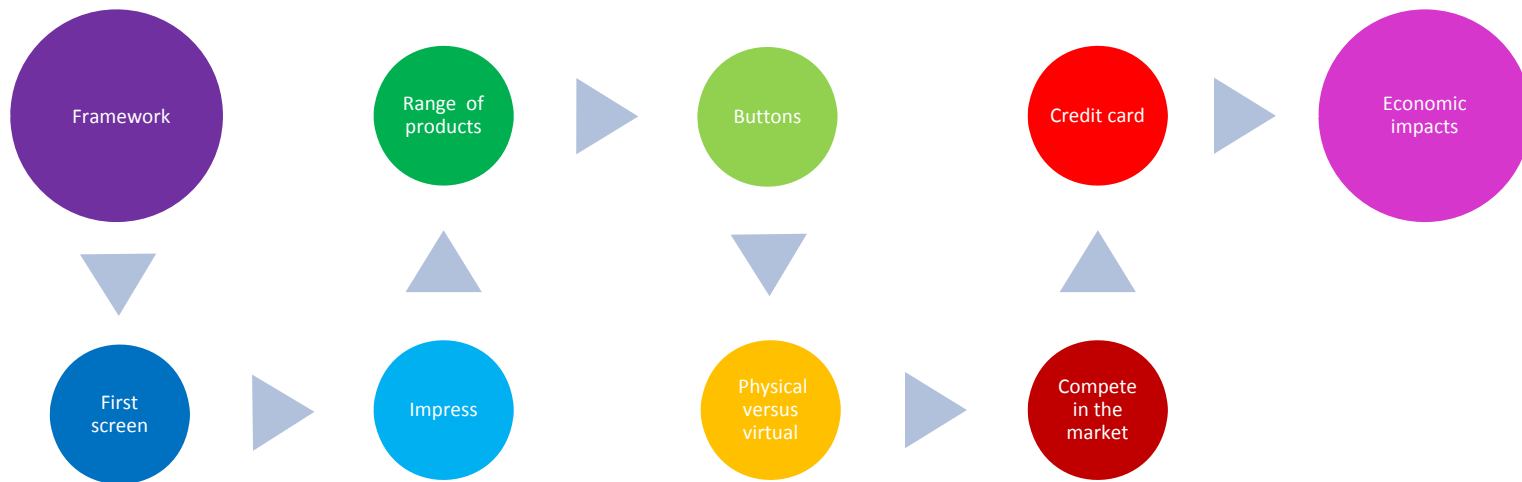 Framework
First
screen
Impress
Range of
products
Buttons
Physical
versus
virtual
Compete
in the
market
Credit card
Economic
impacts